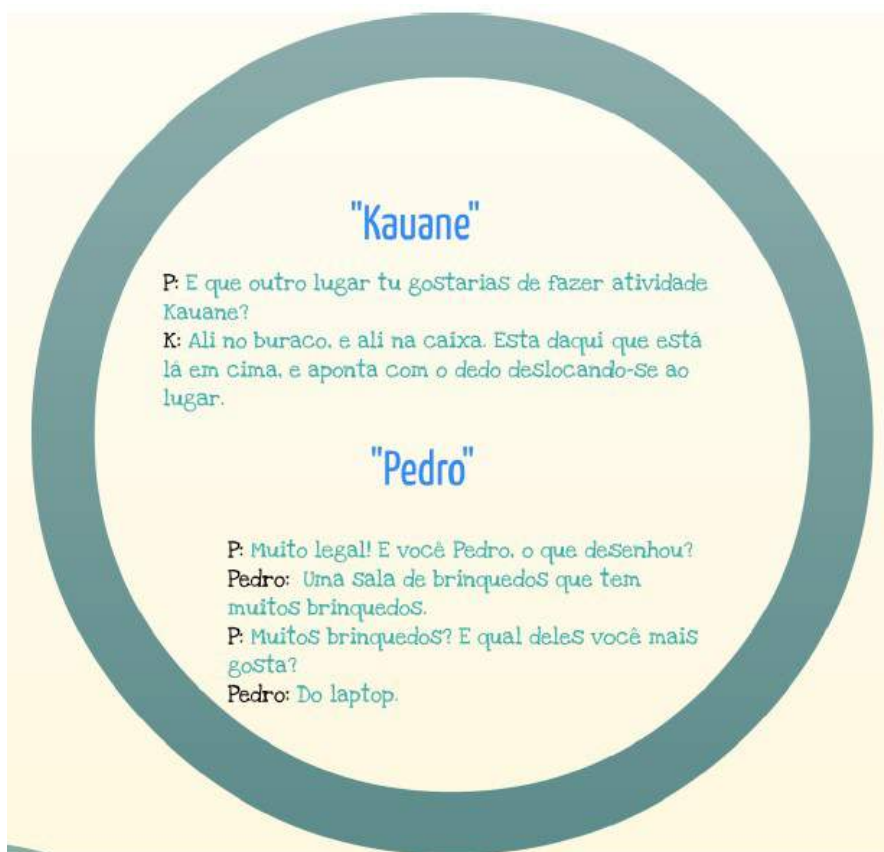 "Kauane"
P: E que outro lugar tu gostarias de fazer atividade
Kauane?
K: Ali no buraco, e ali na caixa. Esta daqui que está
lá em cima, e aponta com o dedo deslocando-se ao
lugar.
"Pedro"
P: Muito legal! E você Pedro, o que desenhou?
Pedro: Uma sala de brinquedos que tem
muitos brinquedos.
P: Muitos brinquedos? E qual deles você mais
gosta?
Pedro: Do laptop.